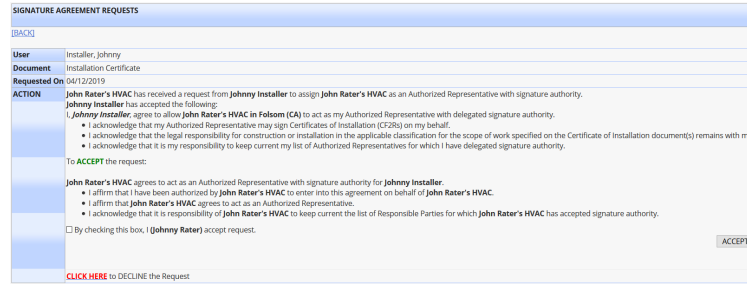 SIGNATURE AGREEMENT REQUESTS
[BACK]
User Installer, Johnny
Document Installation Certificate
Requested On 04/12/2019
ACTION John Rater's HVAC has received a request from Johnny Installer to assign John Rater's HVAC as an Authorized Representative with signature authority.
Johnny Installer has accepted the following:
I, Johnny Installer, agree to allow John Rater's HVAC in Folsom (CA) to act as my Authorized Representative with delegated signature authority.
• I acknowledge that my Authorized Representative may sign Certificates of Installation (CF2Rs) on my behalf.
• I acknowledge that the legal responsibility for construction or installation in the applicable classification for the scope of work specified on the Certificate of Installation document(s) remains with m
• I acknowledge that it is my responsibility to keep current my list of Authorized Representatives for which I have delegated signature authority.
To ACCEPT the request:
John Rater's HVAC agrees to act as an Authorized Representative with signature authority for Johnny Installer.
• I affirm that I have been authorized by John Rater's HVAC to enter into this agreement on behalf of John Rater's HVAC.
• I affirm that John Rater's HVAC agrees to act as an Authorized Representative.
• I acknowledge that it is responsibility of John Rater's HVAC to keep current the list of Responsible Parties for which John Rater's HVAC has accepted signature authority.
By checking this box, I (Johnny Rater) accept request.
ACCEPT
CLICK HERE to DECLINE the Request